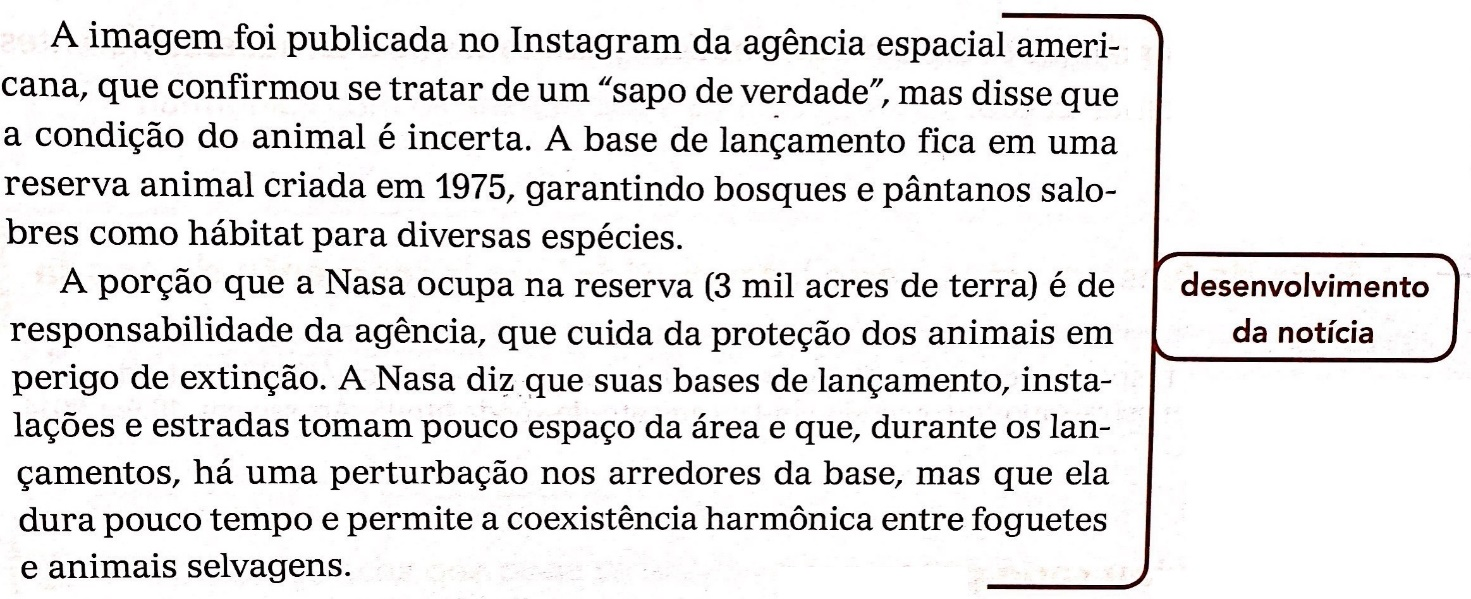 A imagem foi publicada no Instagram da agência espacial ameri-
cana, que confirmou se tratar de um “sapo de verdade”, mas disse que
a condição do animal é incerta. A base de lançamento fica em uma
reserva animal criada em 1975, garantindo bosques e pântanos salo-
bres como hábitat para diversas espécies.
A porção que a Nasa ocupa na reserva (3 mil acres de terra) é de
responsabilidade da agência, que cuida da proteção dos animais em
perigo de extinção. A Nasa diz que suas bases de lançamento, insta-
lações e estradas tomam pouco espaço da área e que, durante os lan-
çamentos, há uma perturbação nos arredores da base, mas que ela
dura pouco tempo e permite a coexistência harmônica entre foguetes
e animais selvagens.
desenvolvimento
da notícia